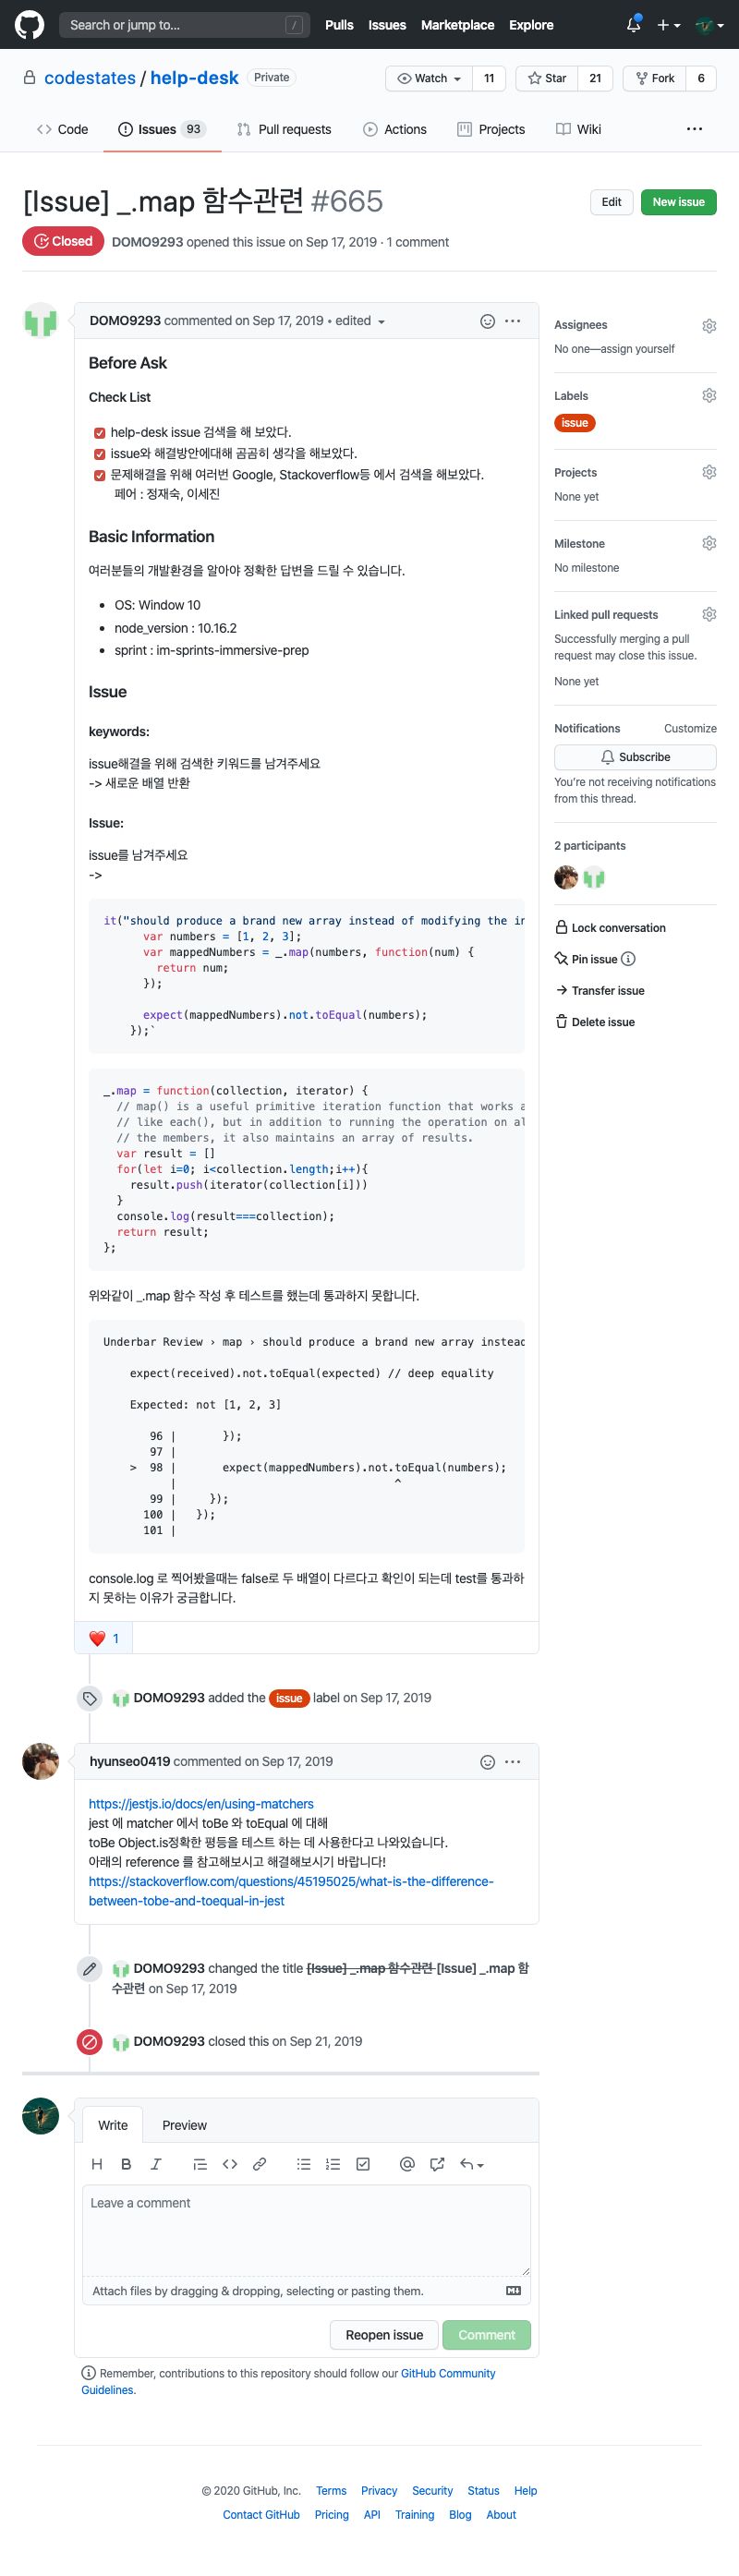 Search or jump to...
/
Pulls Issues Marketplace Explore
codestates / help-desk Private
Watch 11 Star 21 Fork 6
Code Issues 93 Pull requests Actions Projects Wiki
[Issue] _.map 함수관련 #665
Edit New issue
Closed DOMO9293 opened this issue on Sep 17, 2019 · 1 comment
DOMO9293 commented on Sep 17, 2019 • edited
Before Ask
Check List
help-desk issue 검색을 해 보았다.
issue와 해결방안에대해 곰곰히 생각을 해보았다.
문제해결을 위해 여러번 Google, Stackoverflow등 에서 검색을 해보았다.
페어 : 정재숙, 이세진
Basic Information
여러분들의 개발환경을 알아야 정확한 답변을 드릴 수 있습니다.
OS: Window 10
node_version : 10.16.2
sprint : im-sprints-immersive-prep
Issue
keywords:
issue해결을 위해 검색한 키워드를 남겨주세요
-> 새로운 배열 반환
Issue:
issue를 남겨주세요
->
it("should produce a brand new array instead of modifying the in
var numbers = [1, 2, 3];
var mappedNumbers = _.map(numbers, function(num) {
return num;
});
expect(mappedNumbers).not.toEqual(numbers);
});`
_.map = function(collection, iterator) {
// map() is a useful primitive iteration function that works a
// like each(), but in addition to running the operation on al
// the members, it also maintains an array of results.
var result = []
for(let i=0; i<collection.length;i++){
result.push(iterator(collection[i]))
}
console.log(result===collection);
return result;
};
위와같이 _.map 함수 작성 후 테스트를 했는데 통과하지 못합니다.
Underbar Review › map › should produce a brand new array instead
expect(received).not.toEqual(expected) // deep equality
Expected: not [1, 2, 3]
96 | });
97 |
> 98 | expect(mappedNumbers).not.toEqual(numbers);
| ^
99 | });
100 | });
101 |
console.log 로 찍어봤을때는 false로 두 배열이 다르다고 확인이 되는데 test를 통과하
지 못하는 이유가 궁금합니다.
1
DOMO9293 added the issue label on Sep 17, 2019
hyunseo0419 commented on Sep 17, 2019
https://jestjs.io/docs/en/using-matchers
jest 에 matcher 에서 toBe 와 toEqual 에 대해
toBe Object.is정확한 평등을 테스트 하는 데 사용한다고 나와있습니다.
아래의 reference 를 참고해보시고 해결해보시기 바랍니다!
https://stackoverflow.com/questions/45195025/what-is-the-difference-
between-tobe-and-toequal-in-jest
DOMO9293 changed the title [Issue] _.map 함수관련 [Issue] _.map 함
수관련 on Sep 17, 2019
DOMO9293 closed this on Sep 21, 2019
Write Preview
Leave a comment
Attach files by dragging & dropping, selecting or pasting them.
Reopen issue Comment
Remember, contributions to this repository should follow our GitHub Community
Guidelines.
Assignees
No one—assign yourself
Labels
issue
Projects
None yet
Milestone
No milestone
Linked pull requests
Successfully merging a pull
request may close this issue.
None yet
Notifications Customize
Subscribe
You're not receiving notifications
from this thread.
2 participants
Lock conversation
Pin issue
Transfer issue
Delete issue
© 2020 GitHub, Inc. Terms Privacy Security Status Help
Contact GitHub Pricing API Training Blog About